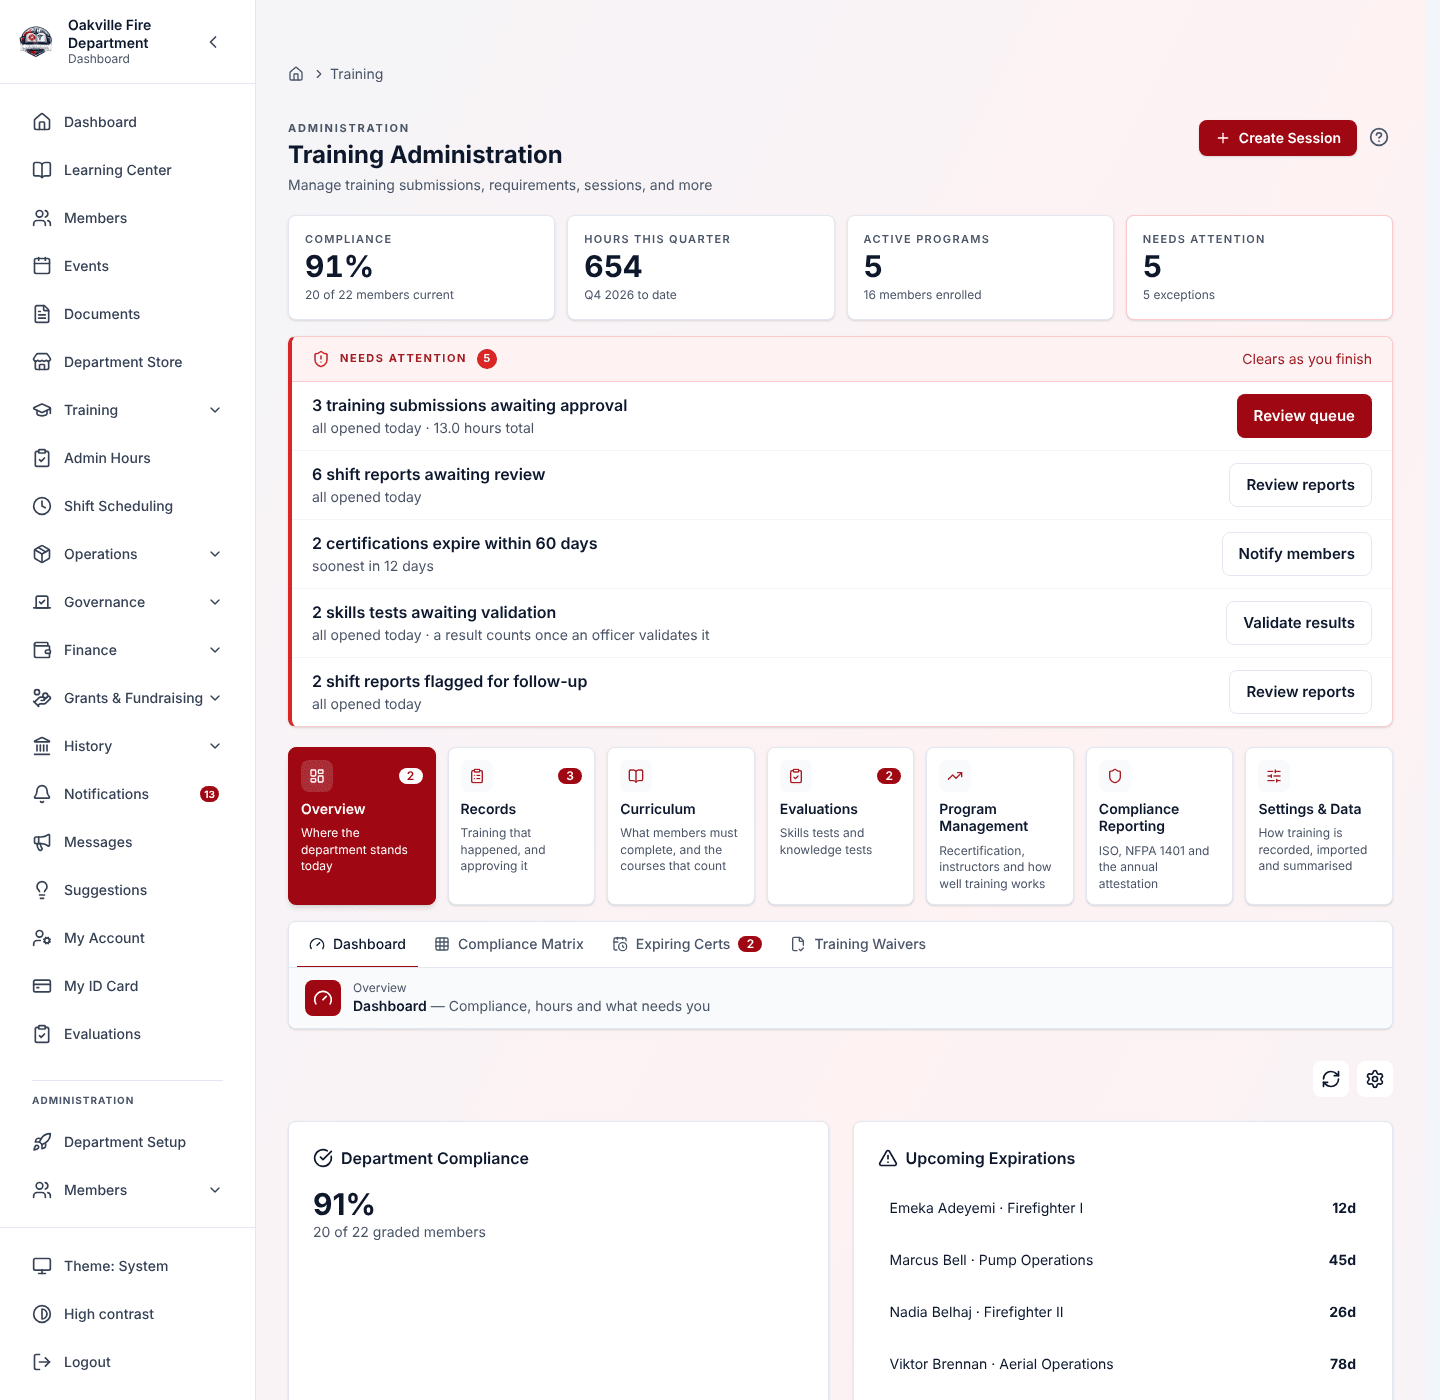 Oakville Fire
Department
Dashboard
Dashboard
Learning Center
Members
Events
Documents
Department Store
Training
Admin Hours
Shift Scheduling
Operations
Governance
Finance
Grants & Fundraising
History
Notifications 13
Messages
Suggestions
My Account
My ID Card
Evaluations
ADMINISTRATION
Department Setup
Members
Theme: System
High contrast
Logout
Training
ADMINISTRATION
Training Administration
Manage training submissions, requirements, sessions, and more
Create Session
COMPLIANCE
91%
20 of 22 members current
HOURS THIS QUARTER
654
Q4 2026 to date
ACTIVE PROGRAMS
5
16 members enrolled
NEEDS ATTENTION
5
5 exceptions
NEEDS ATTENTION 5
Clears as you finish
3 training submissions awaiting approval
all opened today · 13.0 hours total
Review queue
6 shift reports awaiting review
all opened today
Review reports
2 certifications expire within 60 days
soonest in 12 days
Notify members
2 skills tests awaiting validation
all opened today · a result counts once an officer validates it
Validate results
2 shift reports flagged for follow-up
all opened today
Review reports
2
Overview
Where the
department stands
today
3
Records
Training that
happened, and
approving it
Curriculum
What members must
complete, and the
courses that count
2
Evaluations
Skills tests and
knowledge tests
Program
Management
Recertification,
instructors and how
well training works
Compliance
Reporting
ISO, NFPA 1401 and
the annual
attestation
Settings & Data
How training is
recorded, imported
and summarised
Dashboard
Compliance Matrix
Expiring Certs 2
Training Waivers
Overview
Dashboard — Compliance, hours and what needs you
Department Compliance
91%
20 of 22 graded members
Upcoming Expirations
Emeka Adeyemi · Firefighter I 12d
Marcus Bell · Pump Operations 45d
Nadia Belhaj · Firefighter II 26d
Viktor Brennan · Aerial Operations 78d